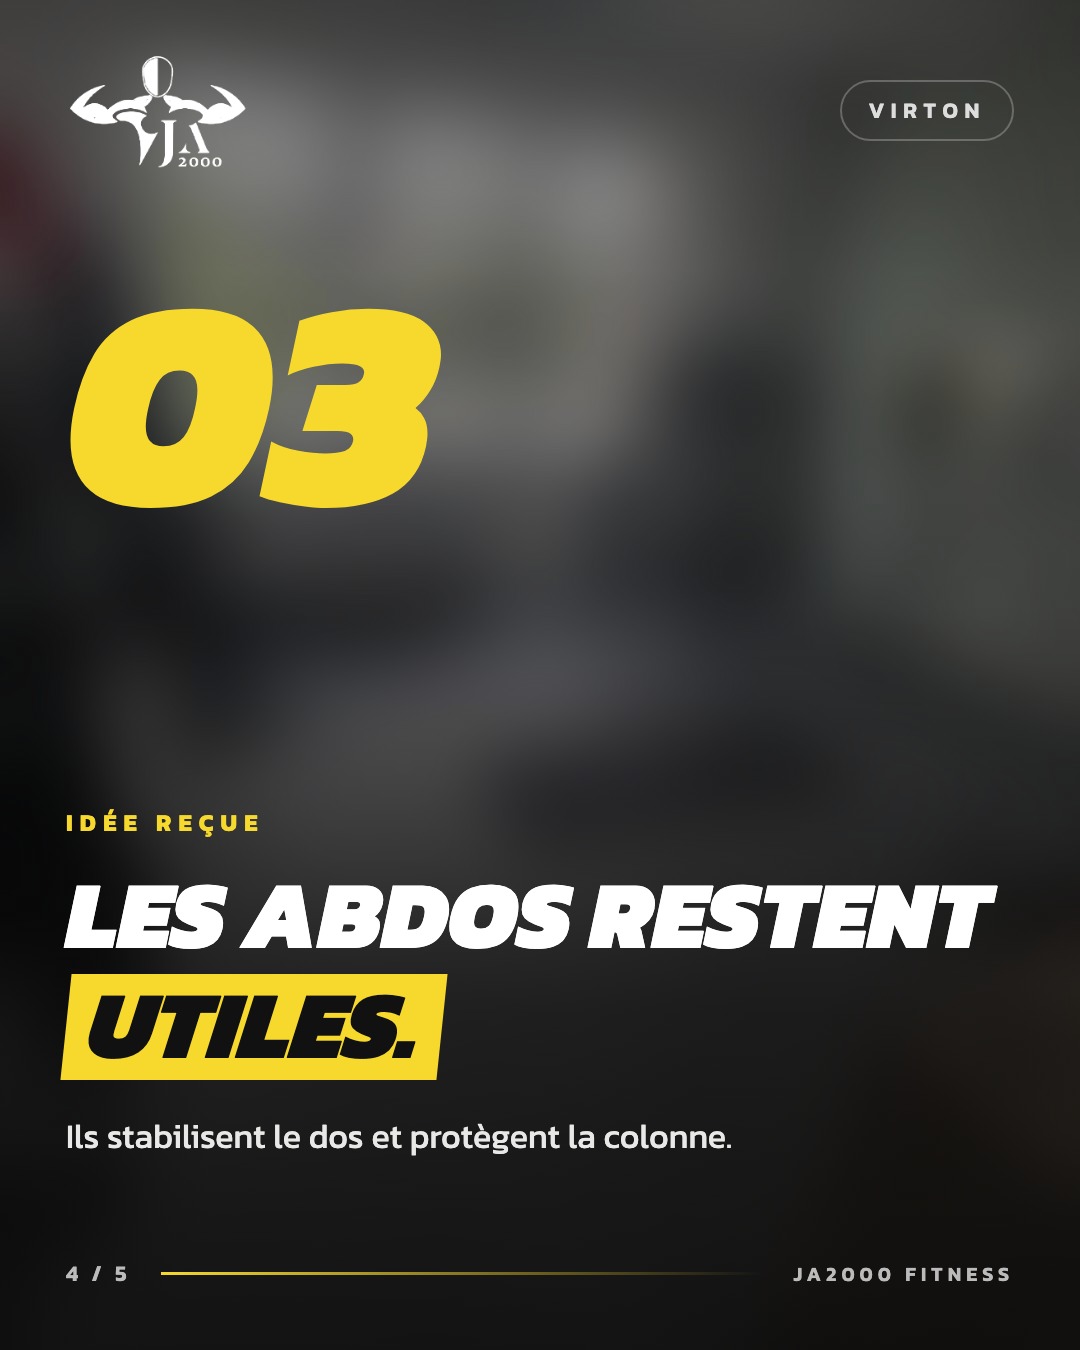 JA
2000
VIRTON
03
IDÉE REÇUE
LES ABDOS RESTENT
UTILES.
Ils stabilisent le dos et protègent la colonne.
4 / 5
JA2000 FITNESS